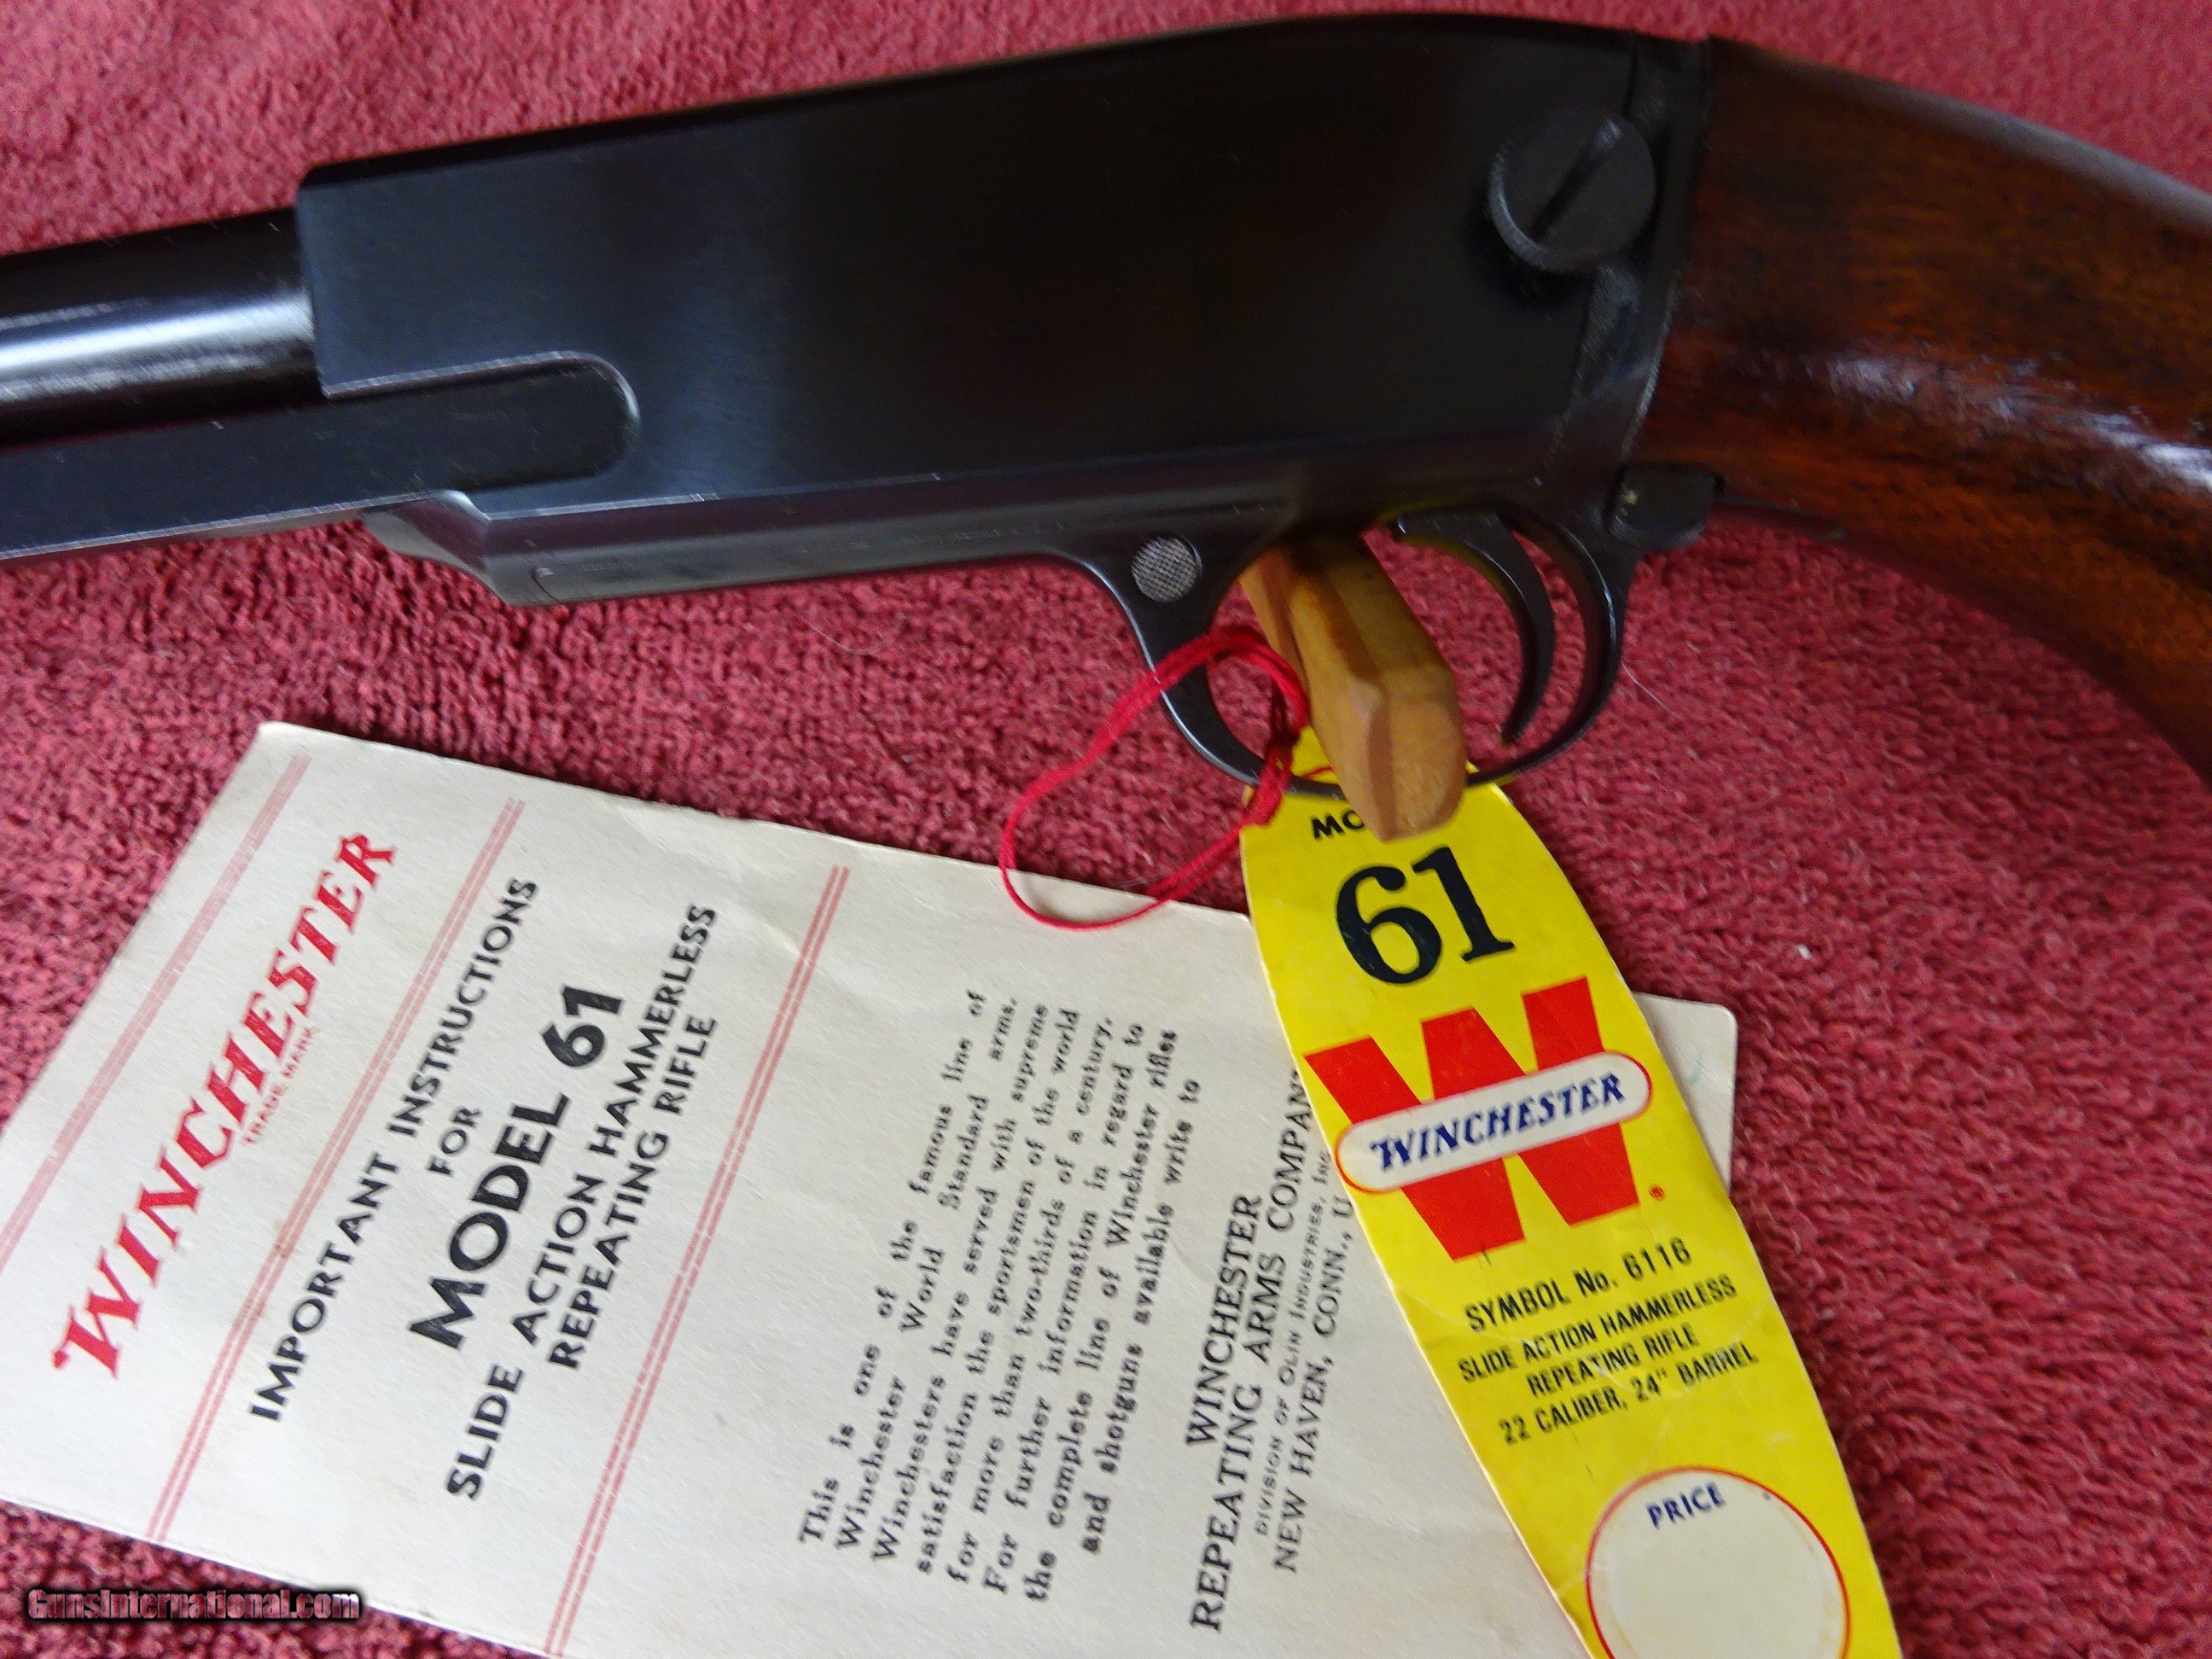 WINCHESTER
TRADE MARK
IMPORTANT INSTRUCTIONS
FOR
MODEL 61
SLIDE ACTION HAMMERLESS
REPEATING RIFLE
This is one of the famous line of
Winchester World Standard arms.
Winchesters have served with supreme
satisfaction the sportsmen of the world
for more than two-thirds of a century.
For further information in regard to
the complete line of Winchester rifles
and shotguns available write to
WINCHESTER
REPEATING ARMS COMPANY
DIVISION OF OLIN INDUSTRIES, INC
NEW HAVEN, CONN., U
61
WINCHESTER
®
SYMBOL No. 6116
SLIDE ACTION HAMMERLESS
REPEATING RIFLE
22 CALIBER, 24" BARREL
PRICE
GunsInternational.com